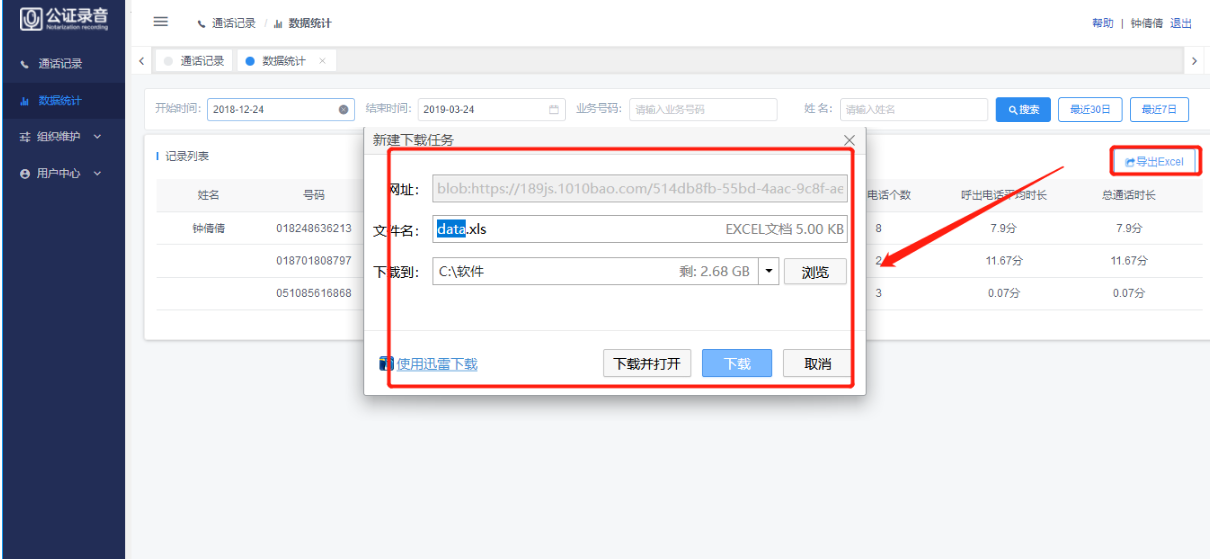 公证录音
Notarization recording
通话记录 / 数据统计
帮助 | 钟倩倩 退出
通话记录
数据统计
组织维护
用户中心
通话记录 数据统计 ×
开始时间: 2018-12-24 结束时间: 2019-03-24 业务号码: 请输入业务号码 姓名: 请输入姓名 搜索 最近30日 最近7日
记录列表
导出Excel
姓名 号码 电话个数 呼出电话平均时长 总通话时长
钟倩倩 018248636213 8 7.9分 7.9分
018701808797 2 11.67分 11.67分
051085616868 3 0.07分 0.07分
新建下载任务
网址: blob:https://189js.1010bao.com/514db8fb-55bd-4aac-9c8f-ae
文件名: data.xls EXCEL文档 5.00 KB
下载到: C:\软件 剩: 2.68 GB 浏览
使用迅雷下载 下载并打开 下载 取消